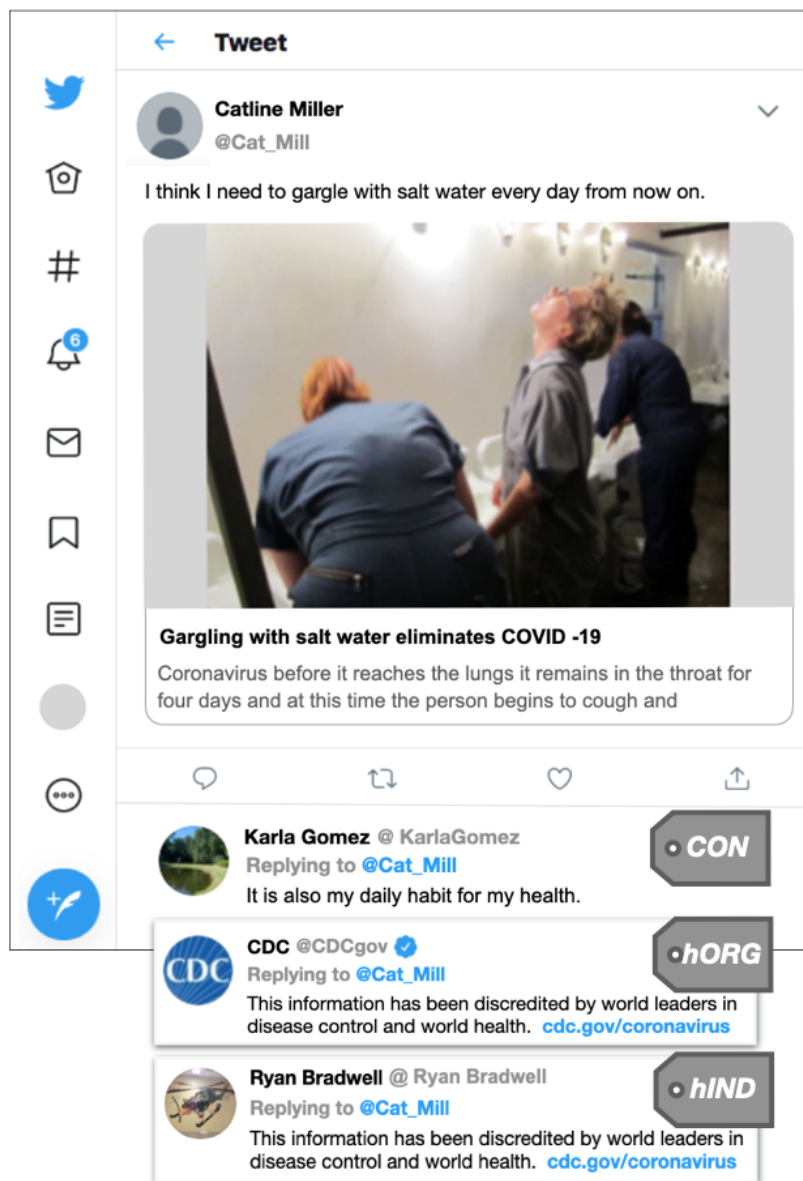 Tweet
Catline Miller
@Cat_Mill
I think I need to gargle with salt water every day from now on.
6
Gargling with salt water eliminates COVID -19
Coronavirus before it reaches the lungs it remains in the throat for
four days and at this time the person begins to cough and
Karla Gomez @ KarlaGomez
CON
Replying to @Cat_Mill
It is also my daily habit for my health.
CDC
CDC @CDCgov
hORG
Replying to @Cat_Mill
This information has been discredited by world leaders in
disease control and world health. cdc.gov/coronavirus
Ryan Bradwell @ Ryan Bradwell
hIND
Replying to @Cat_Mill
This information has been discredited by world leaders in
disease control and world health. cdc.gov/coronavirus